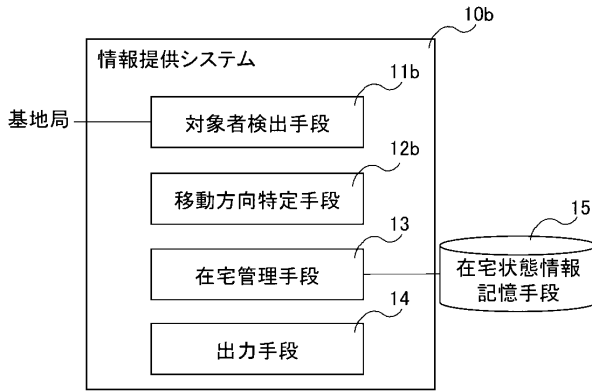 10b
情報提供システム
11b
基地局
対象者検出手段
12b
移動方向特定手段
13
15
在宅管理手段
在宅状態情報
記憶手段
14
出力手段